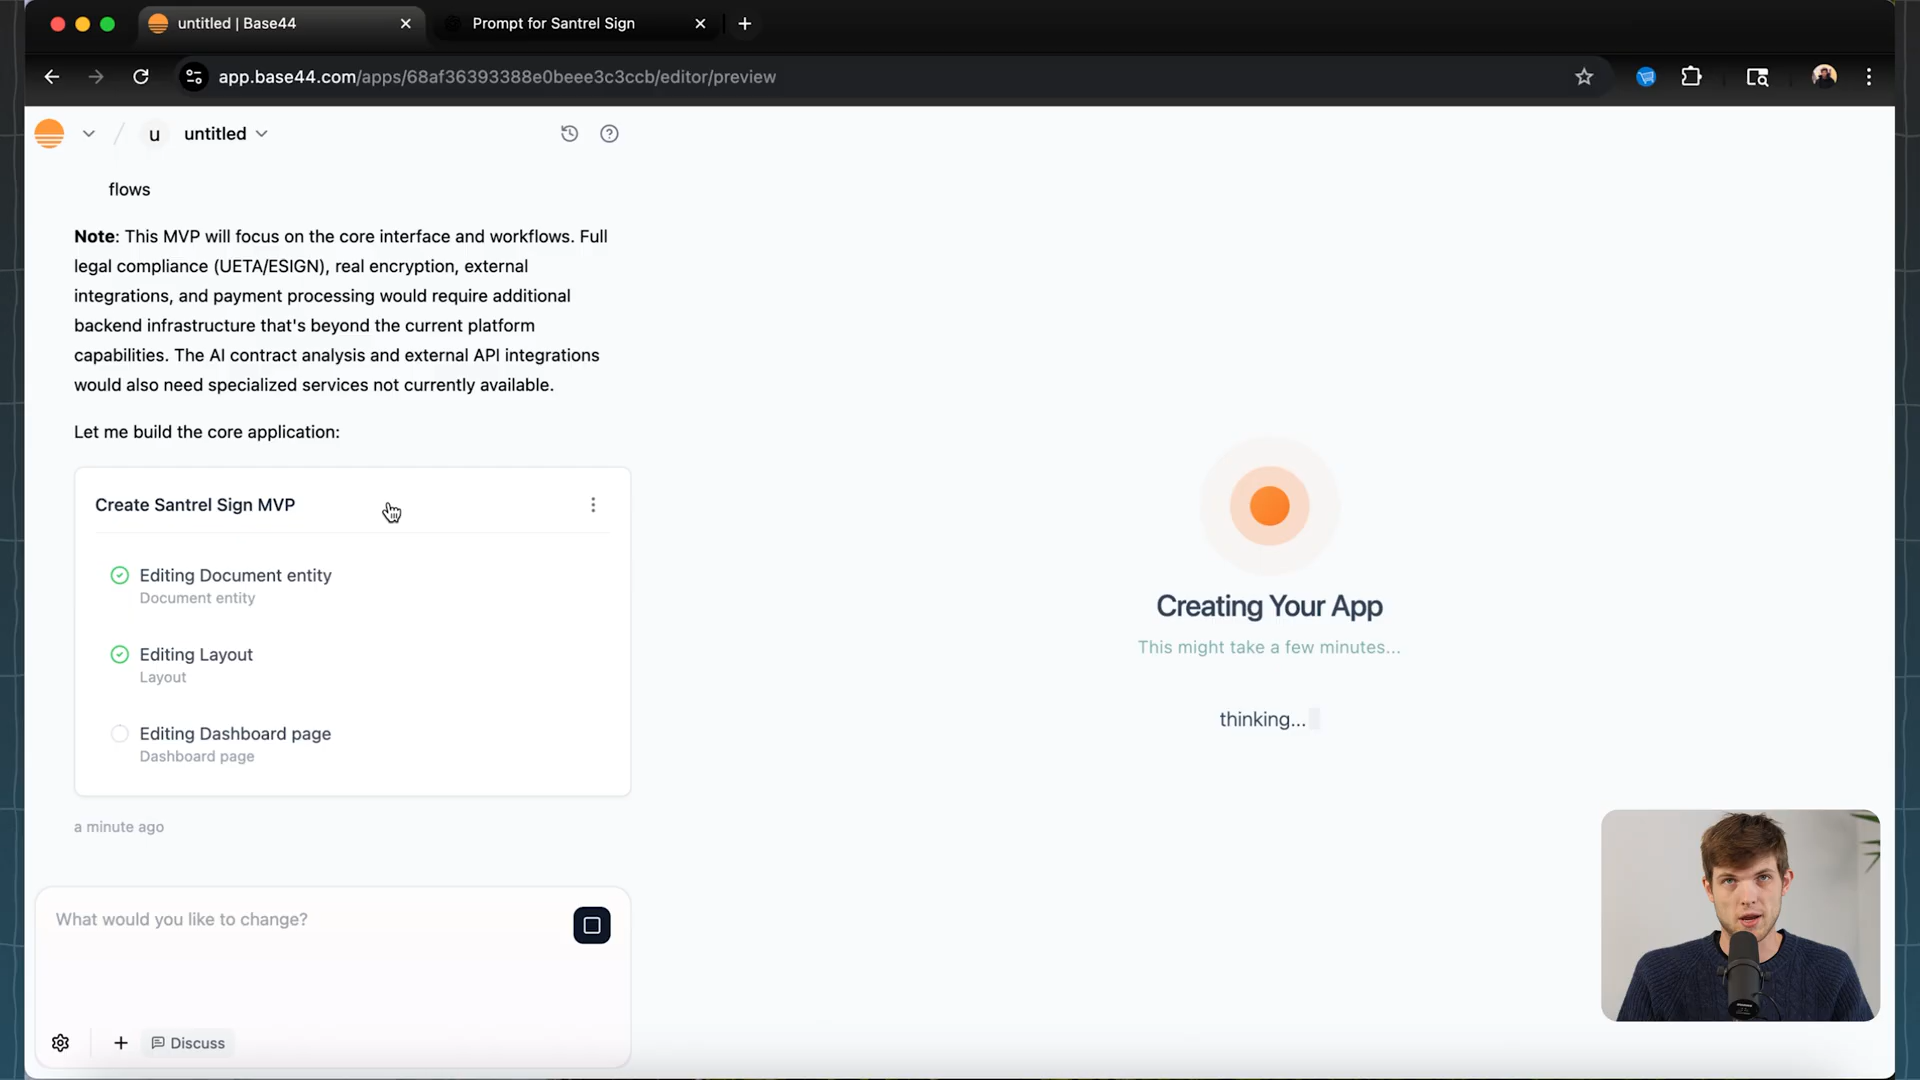 untitled | Base44
Prompt for Santrel Sign
app.base44.com/apps/68af36393388e0beee3c3ccb/editor/preview
u untitled
flows
Note: This MVP will focus on the core interface and workflows. Full
legal compliance (UETA/ESIGN), real encryption, external
integrations, and payment processing would require additional
backend infrastructure that's beyond the current platform
capabilities. The AI contract analysis and external API integrations
would also need specialized services not currently available.
Let me build the core application:
Create Santrel Sign MVP
Editing Document entity
Document entity
Editing Layout
Layout
Editing Dashboard page
Dashboard page
a minute ago
What would you like to change?
Discuss
Creating Your App
This might take a few minutes...
thinking...